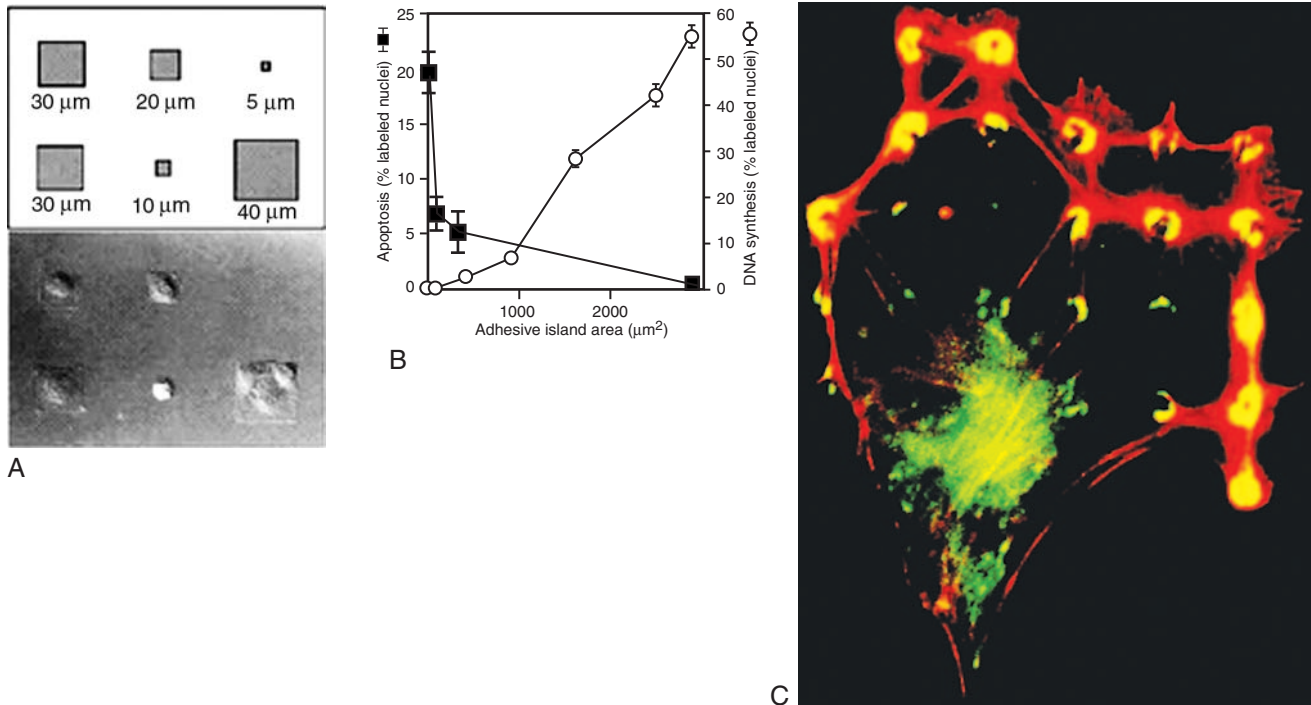 30 μm
20 μm
5 μm
30 μm
10 μm
40 μm
A
B
Apoptosis (% labeled nuclei)
25
20
15
10
5
0
1000
2000
Adhesive island area (μm2)
60
50
40
30
20
10
0
DNA synthesis (% labeled nuclei)
C